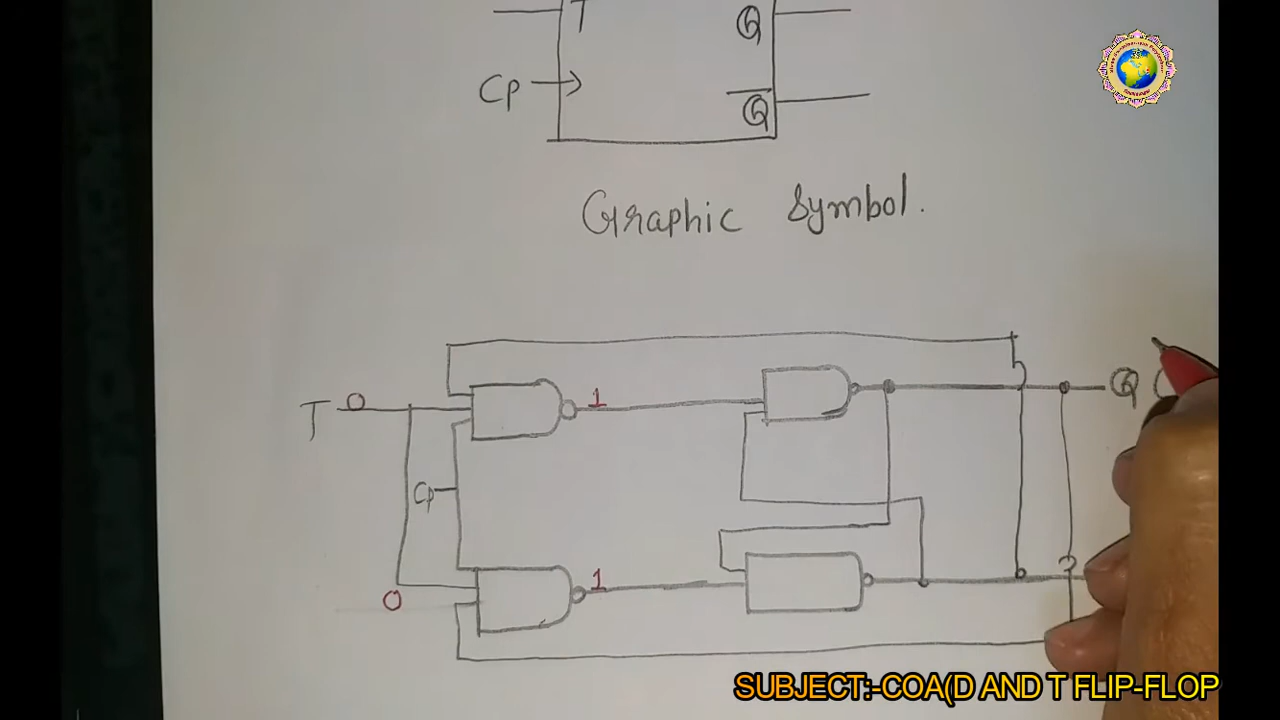 T Q
Cp Q̅
Graphic Symbol.
T 0 1 Q (
Cp
0 1
SUBJECT:-COA(D AND T FLIP-FLOP